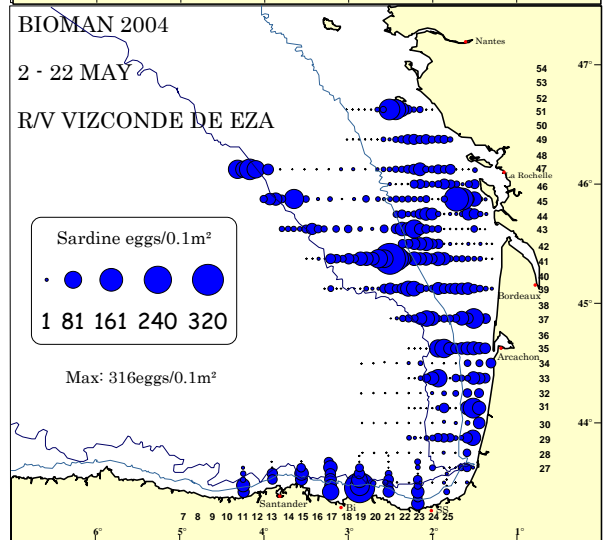 BIOMAN 2004
2 - 22 MAY
R/V VIZCONDE DE EZA
Nantes
47°
54
53
52
51
50
49
48
47
La Rochelle
46
45
44
43
42
41
40
39
Bordeaux
45°
38
37
36
35
Arcachon
34
33
32
31
44°
30
29
28
27
Sardine eggs/0.1m²
1 81 161 240 320
Max: 316eggs/0.1m²
Santander
Bi
SS
7 8 9 10 11 12 13 14 15 16 17 18 19 20 21 22 23 24 25
6° 5° 4° 3° 2° 1°